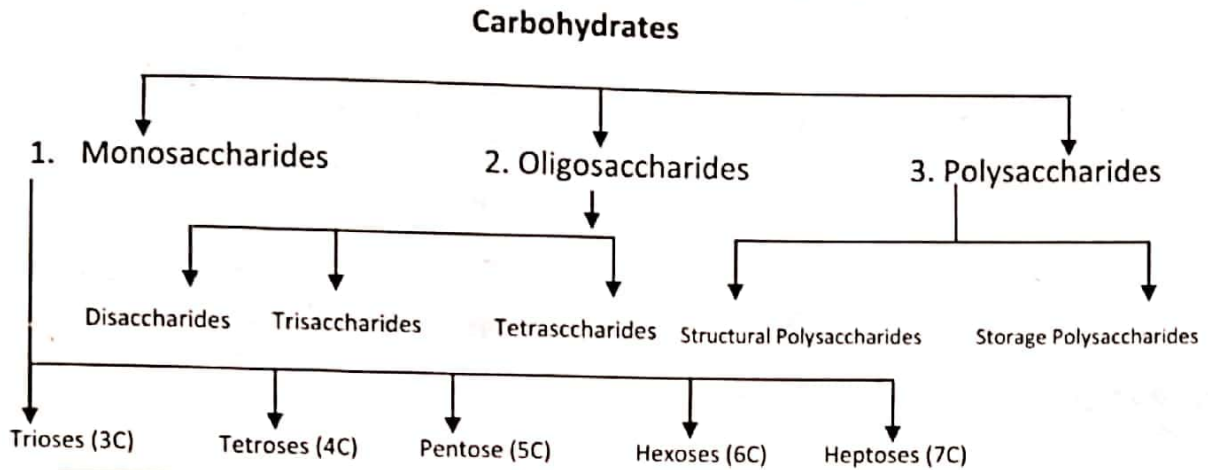 Carbohydrates
1. Monosaccharides
2. Oligosaccharides
3. Polysaccharides
Disaccharides
Trisaccharides
Tetrasccharides
Structural Polysaccharides
Storage Polysaccharides
Trioses (3C)
Tetroses (4C)
Pentose (5C)
Hexoses (6C)
Heptoses (7C)